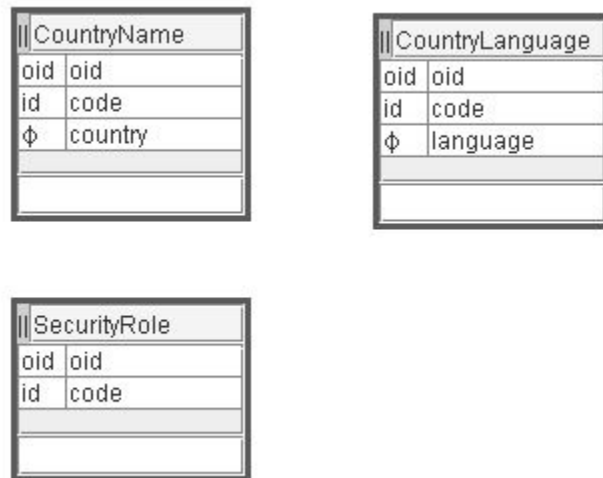 CountryName
oid oid
id code
ф country
CountryLanguage
oid oid
id code
ф language
SecurityRole
oid oid
id code